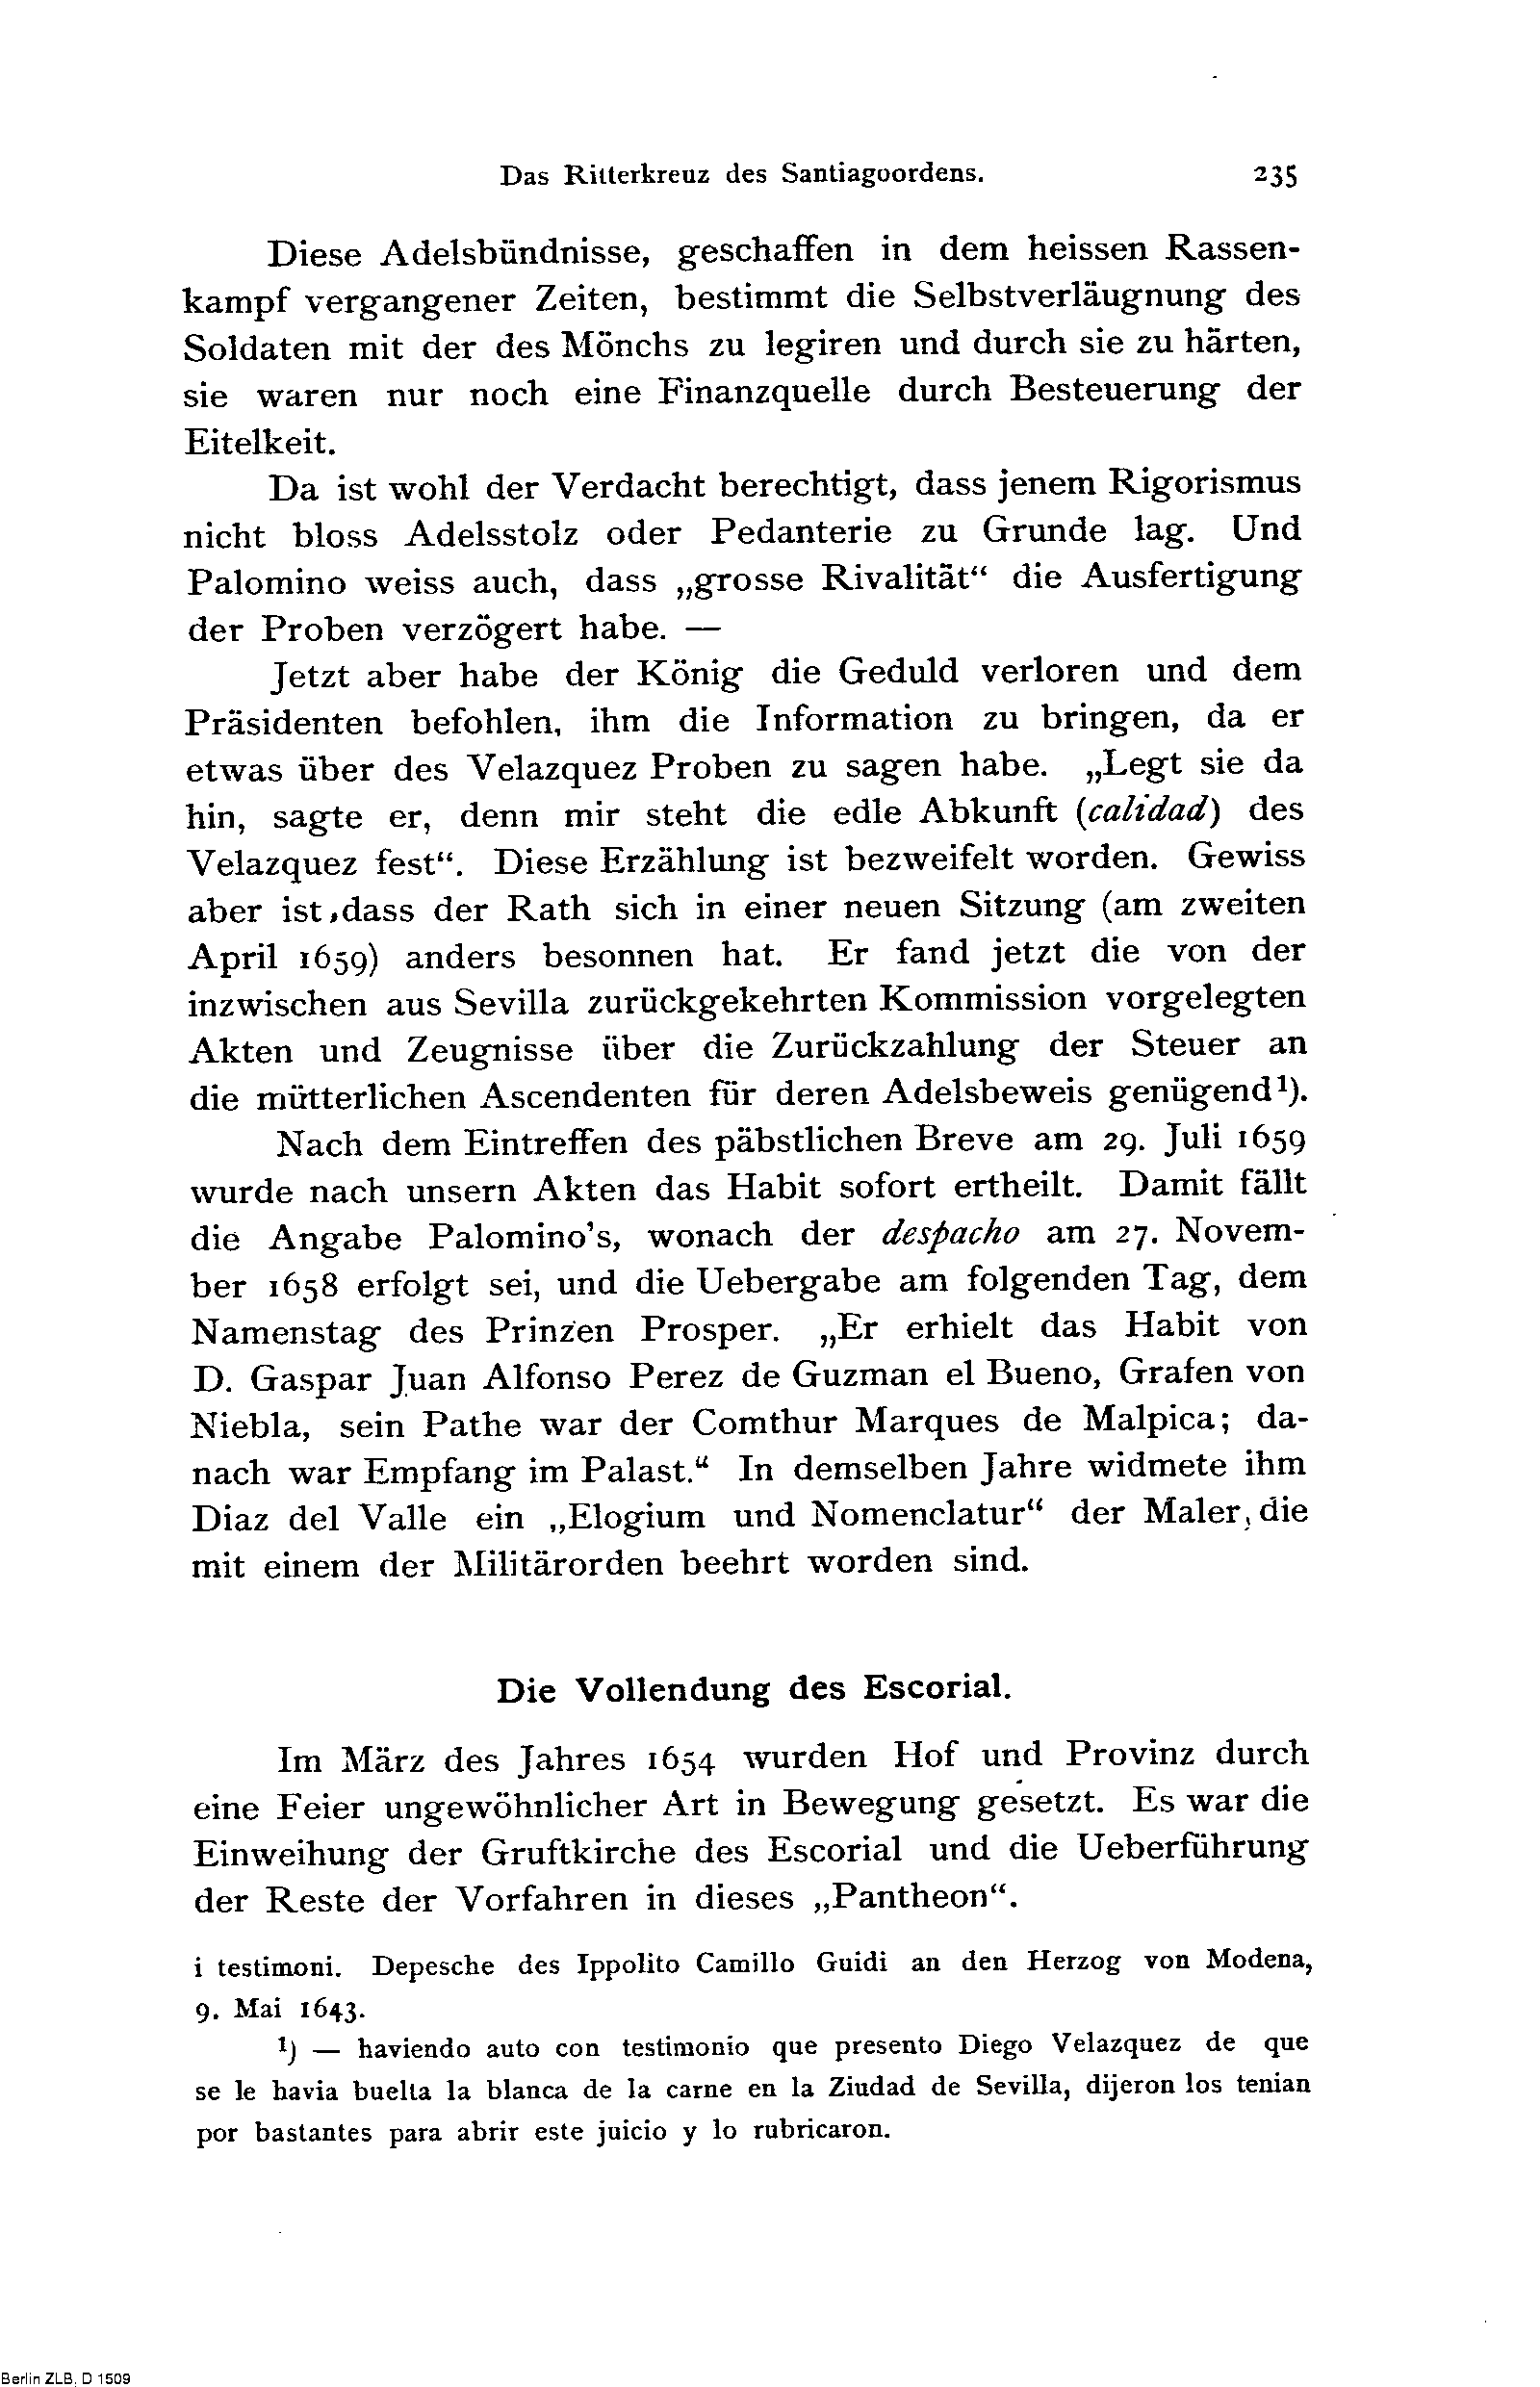 Das Ritterkreuz des Santiagoordens. 235
Diese Adelsbündnisse, geschaffen in dem heissen Rassen-
kampf vergangener Zeiten, bestimmt die Selbstverläugnung des
Soldaten mit der des Mönchs zu legiren und durch sie zu härten,
sie waren nur noch eine Finanzquelle durch Besteuerung der
Eitelkeit.
Da ist wohl der Verdacht berechtigt, dass jenem Rigorismus
nicht bloss Adelsstolz oder Pedanterie zu Grunde lag. Und
Palomino weiss auch, dass „grosse Rivalität“ die Ausfertigung
der Proben verzögert habe. —
Jetzt aber habe der König die Geduld verloren und dem
Präsidenten befohlen, ihm die Information zu bringen, da er
etwas über des Velazquez Proben zu sagen habe. „Legt sie da
hin, sagte er, denn mir steht die edle Abkunft (calidad) des
Velazquez fest“. Diese Erzählung ist bezweifelt worden. Gewiss
aber ist, dass der Rath sich in einer neuen Sitzung (am zweiten
April 1659) anders besonnen hat. Er fand jetzt die von der
inzwischen aus Sevilla zurückgekehrten Kommission vorgelegten
Akten und Zeugnisse über die Zurückzahlung der Steuer an
die mütterlichen Ascendenten für deren Adelsbeweis genügend¹).
Nach dem Eintreffen des päbstlichen Breve am 29. Juli 1659
wurde nach unsern Akten das Habit sofort ertheilt. Damit fällt
die Angabe Palomino's, wonach der despacho am 27. Novem-
ber 1658 erfolgt sei, und die Uebergabe am folgenden Tag, dem
Namenstag des Prinzen Prosper. „Er erhielt das Habit von
D. Gaspar Juan Alfonso Perez de Guzman el Bueno, Grafen von
Niebla, sein Pathe war der Comthur Marques de Malpica; da-
nach war Empfang im Palast.“ In demselben Jahre widmete ihm
Diaz del Valle ein „Elogium und Nomenclatur“ der Maler, die
mit einem der Militärorden beehrt worden sind.
Die Vollendung des Escorial.
Im März des Jahres 1654 wurden Hof und Provinz durch
eine Feier ungewöhnlicher Art in Bewegung gesetzt. Es war die
Einweihung der Gruftkirche des Escorial und die Ueberführung
der Reste der Vorfahren in dieses „Pantheon“.
i testimoni. Depesche des Ippolito Camillo Guidi an den Herzog von Modena,
9. Mai 1643.
¹) — haviendo auto con testimonio que presento Diego Velazquez de que
se le havia buelta la blanca de la carne en la Ziudad de Sevilla, dijeron los tenian
por bastantes para abrir este juicio y lo rubricaron.
Berlin ZLB, D 1509